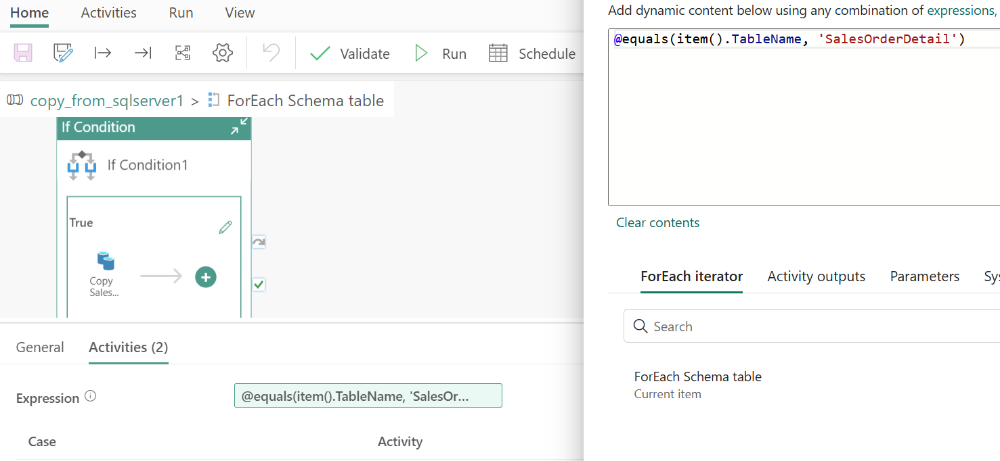 Home Activities Run View
Validate Run Schedule
copy_from_sqlserver1 > ForEach Schema table
If Condition
If Condition1
True
Copy
Sales...
General Activities (2)
Expression @equals(item().TableName, 'SalesOr...
Case Activity
Add dynamic content below using any combination of expressions,
@equals(item().TableName, 'SalesOrderDetail')
Clear contents
ForEach iterator Activity outputs Parameters Sy
Search
ForEach Schema table
Current item